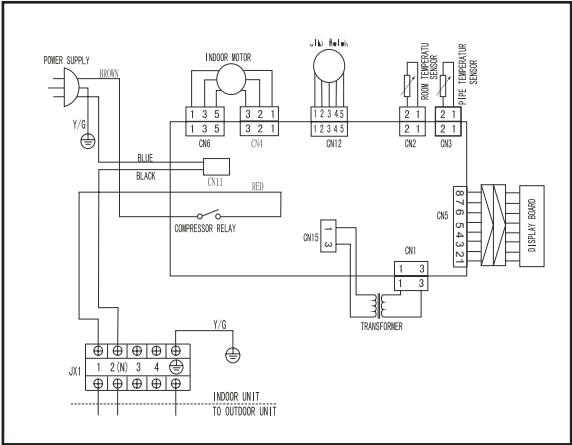 POWER SUPPLY
BROWN
Y/G
INDOOR MOTOR
1 3 5
1 3 5
CN6
3 2 1
3 2 1
CN4
1 2 3 4 5
1 2 3 4 5
CN12
ROOM TEMPERATU
SENSOR
2 1
2 1
CN2
PIPE TEMPERATUR
SENSOR
2 1
2 1
CN3
BLUE
BLACK
CN11
RED
COMPRESSOR RELAY
CN15
1 3
CN1
1 3
1 3
TRANSFORMER
CN5
8 7 6 5 4 3 2 1
DISPLAY BOARD
Y/G
JX1
1 2(N) 3 4
INDOOR UNIT
TO OUTDOOR UNIT